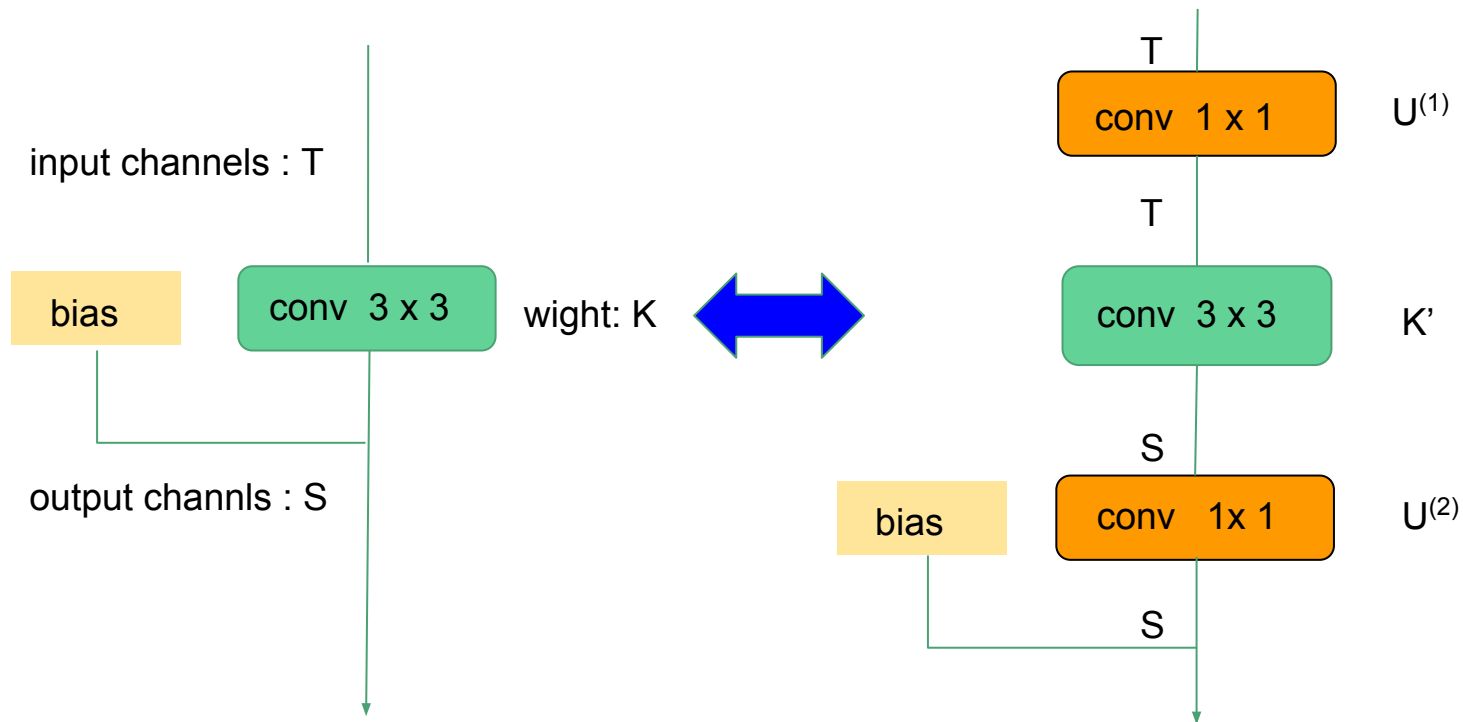 input channels : T
bias
conv 3 x 3
wight: K
output channls : S
T
conv 1 x 1
U(1)
T
conv 3 x 3
K’
S
bias
conv 1x 1
U(2)
S